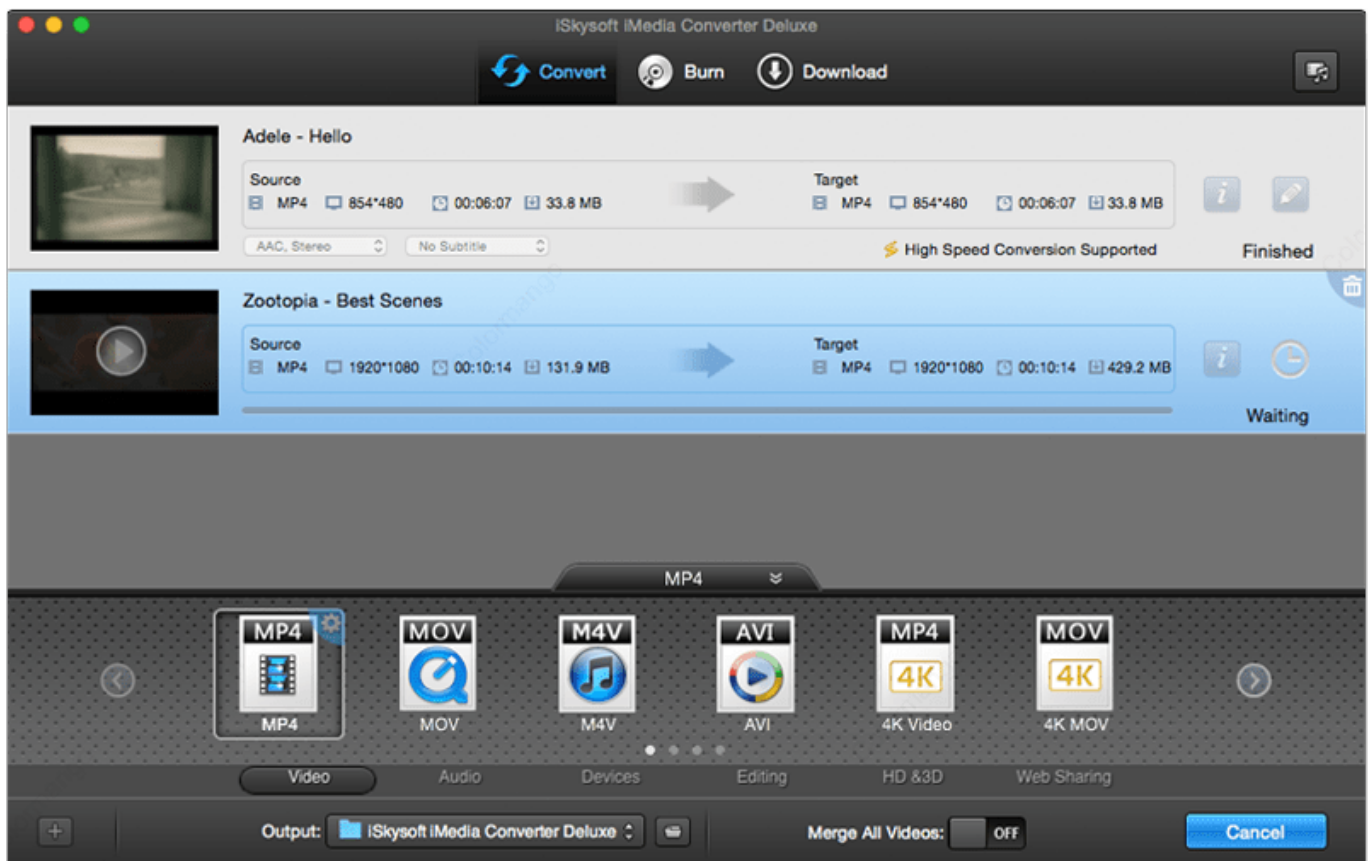 iSkysoft iMedia Converter Deluxe
Convert Burn Download
Adele - Hello
Source Target
MP4 854*480 00:06:07 33.8 MB MP4 854*480 00:06:07 33.8 MB
AAC, Stereo No Subtitle High Speed Conversion Supported Finished
Zootopia - Best Scenes
Source Target
MP4 1920*1080 00:10:14 131.9 MB MP4 1920*1080 00:10:14 429.2 MB
Waiting
MP4
MP4 MOV M4V AVI MP4 MOV
4K 4K
MP4 MOV M4V AVI 4K Video 4K MOV
Video Audio Devices Editing HD &3D Web Sharing
Output: iSkysoft iMedia Converter Deluxe Merge All Videos: OFF Cancel